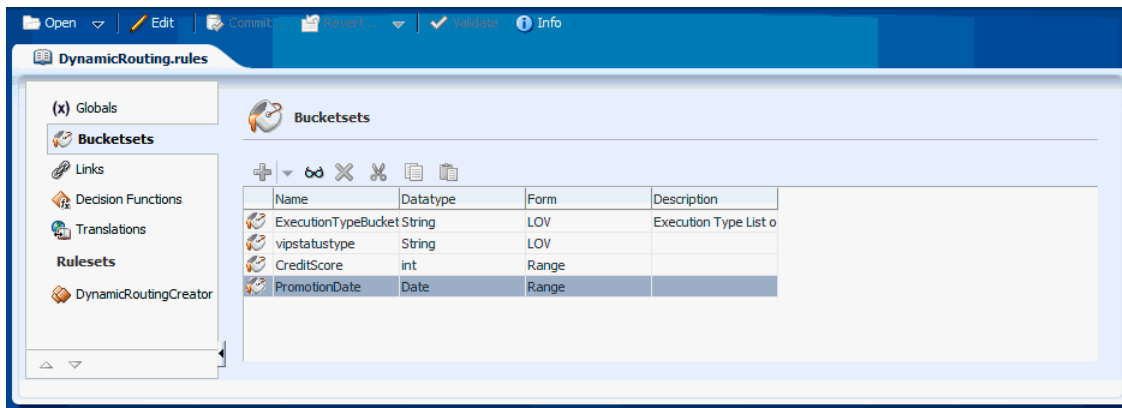 Open Edit Commit... Revert... Validate Info
DynamicRouting.rules
(x) Globals
Bucketsets
Links
Decision Functions
Translations
Rulesets
DynamicRoutingCreator
Bucketsets
Name Datatype Form Description
ExecutionTypeBucket String LOV Execution Type List o
vipstatustype String LOV
CreditScore int Range
PromotionDate Date Range